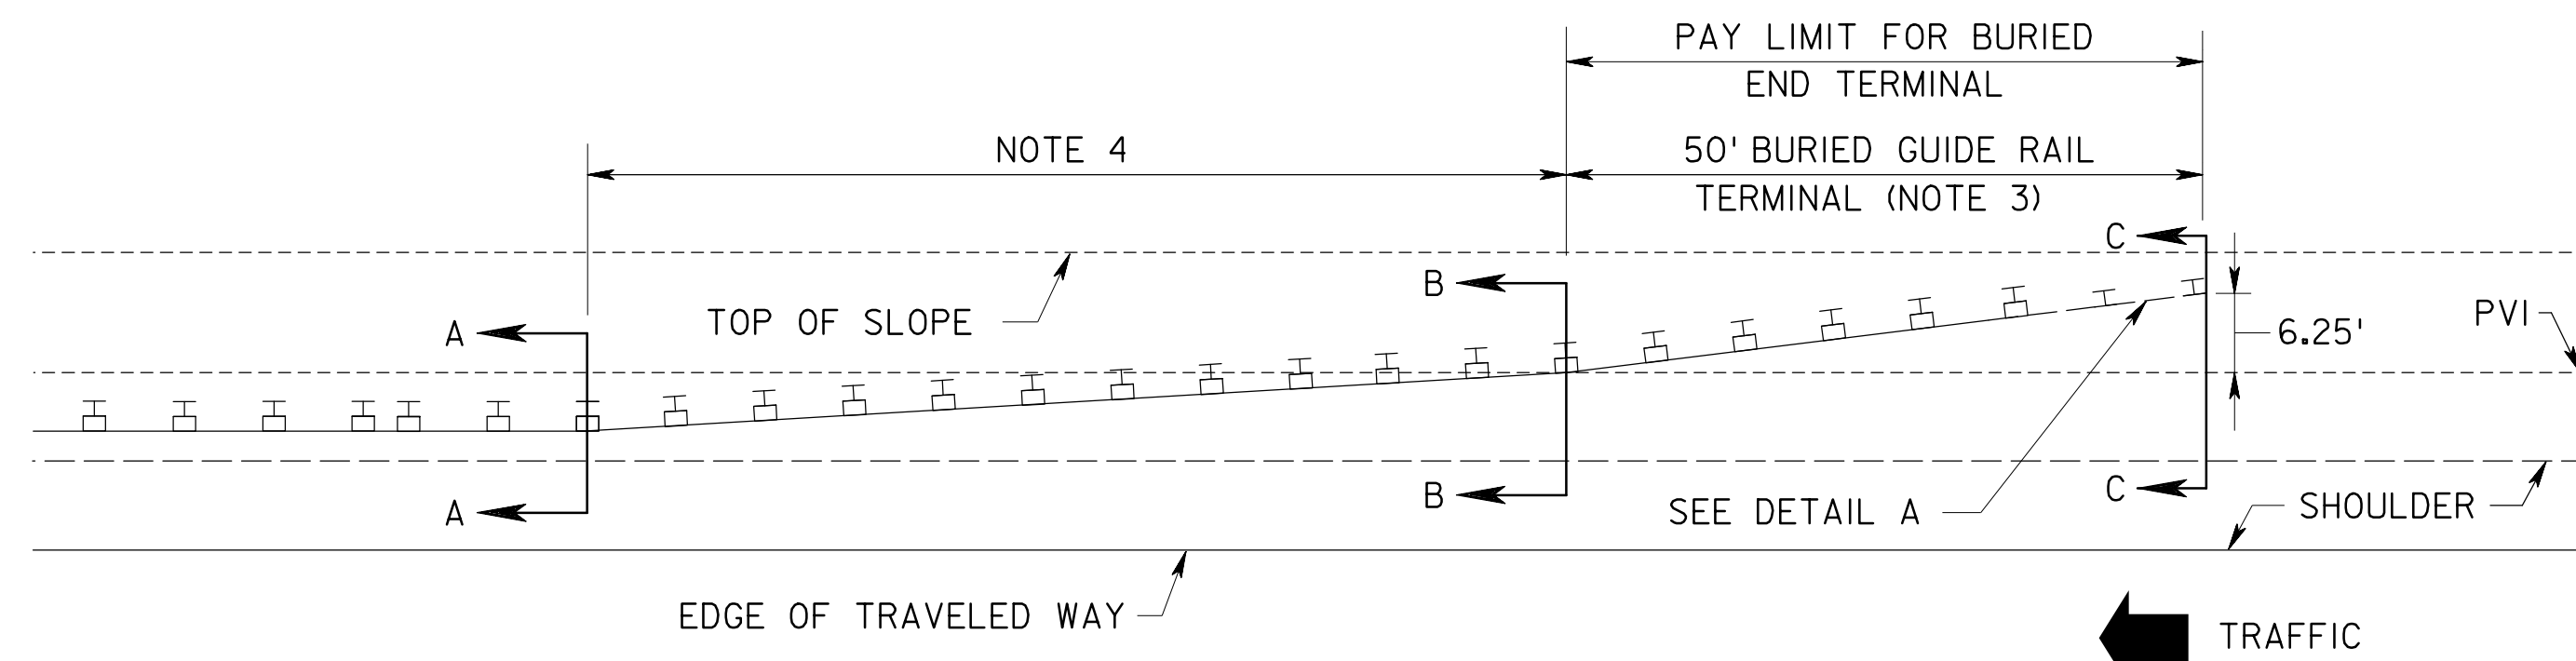 PAY LIMIT FOR BURIED
END TERMINAL
NOTE 4
50' BURIED GUIDE RAIL
TERMINAL (NOTE 3)
C
B
TOP OF SLOPE
A
PVI
6.25'
C
B
A
SEE DETAIL A
SHOULDER
EDGE OF TRAVELED WAY
TRAFFIC